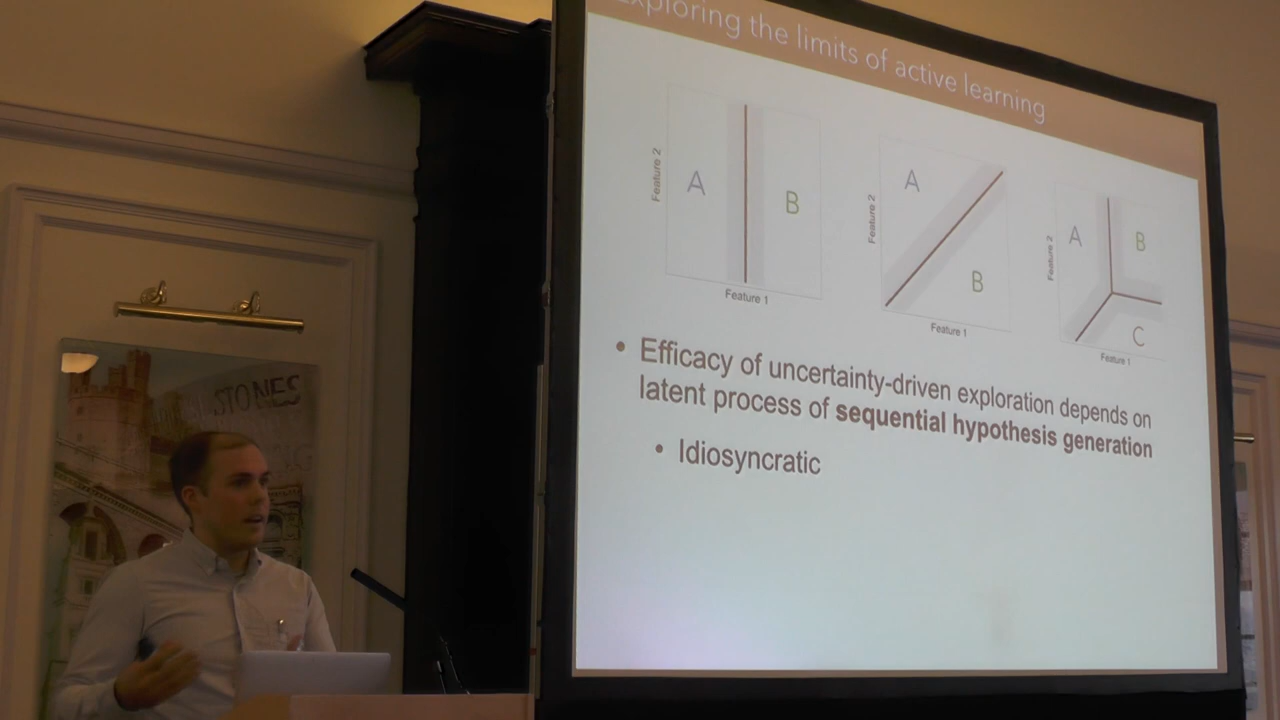 Exploring the limits of active learning
Feature 2
A
B
Feature 1
Feature 2
A
B
Feature 1
Feature 2
A
B
C
Feature 1
• Efficacy of uncertainty-driven exploration depends on
latent process of sequential hypothesis generation
• Idiosyncratic
STONES